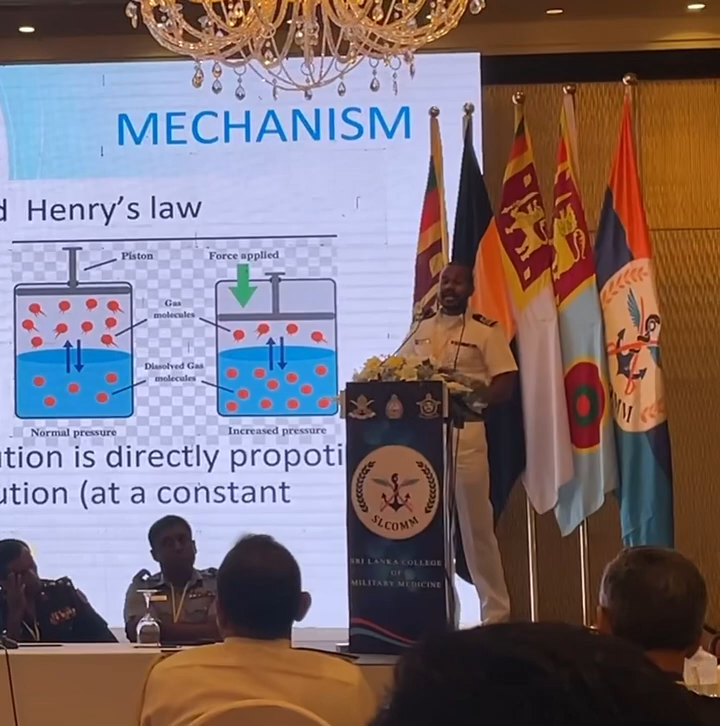 MECHANISM
d Henry's law
Piston
Force applied
Gas
molecules
Dissolved Gas
molecules
Normal pressure
Increased pressure
ution is directly propoti
ution (at a constant
SLCOMM
SRI LANKA COLLEGE
OF
MILITARY MEDICINE
MM